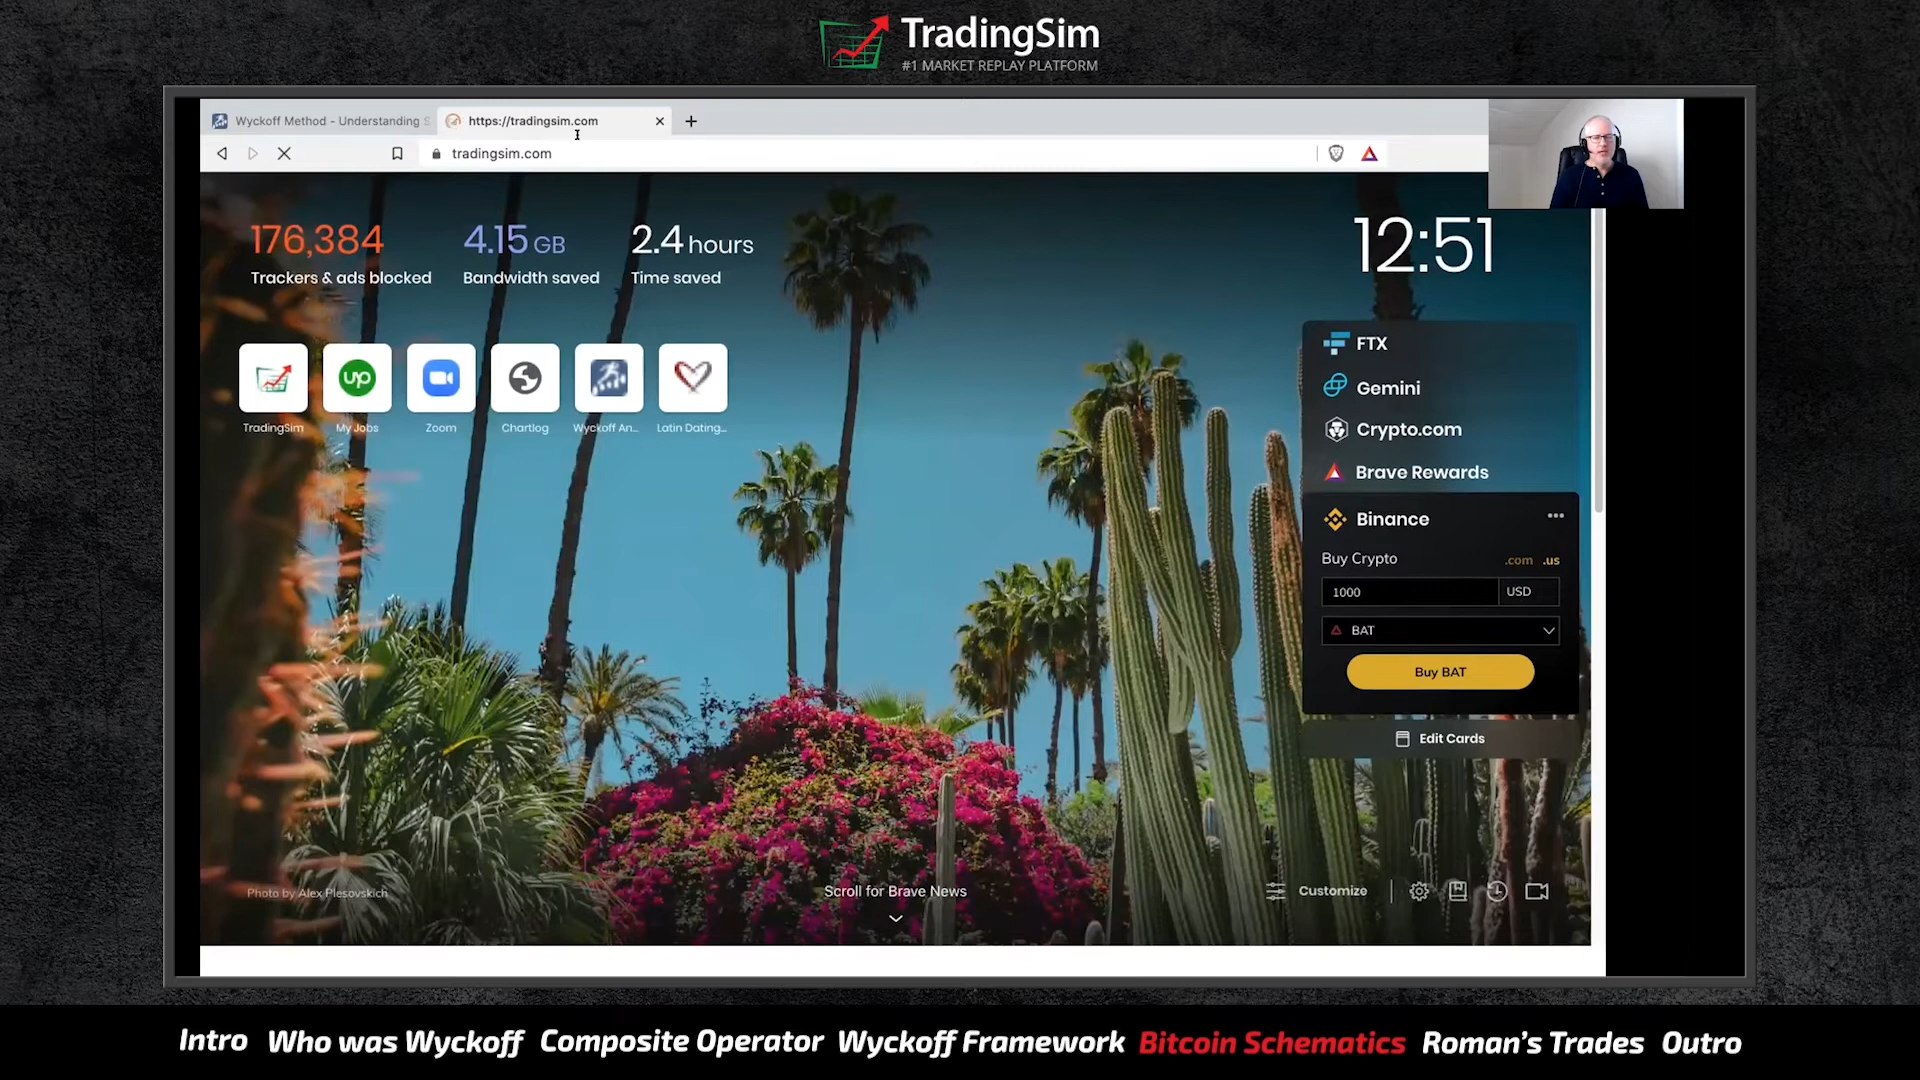 TradingSim
#1 MARKET REPLAY PLATFORM
Wyckoff Method - Understanding S
https://tradingsim.com
tradingsim.com
176,384
Trackers & ads blocked
4.15 GB
Bandwidth saved
2.4 hours
Time saved
12:51
TradingSim
My Jobs
Zoom
Chartlog
Wyckoff An...
Latin Dating...
up
FTX
Gemini
Crypto.com
Brave Rewards
Binance
Buy Crypto
.com .us
1000 USD
BAT
Buy BAT
Edit Cards
Photo by Alex Plesovskich
Scroll for Brave News
Customize
Intro Who was Wyckoff Composite Operator Wyckoff Framework Bitcoin Schematics Roman's Trades Outro